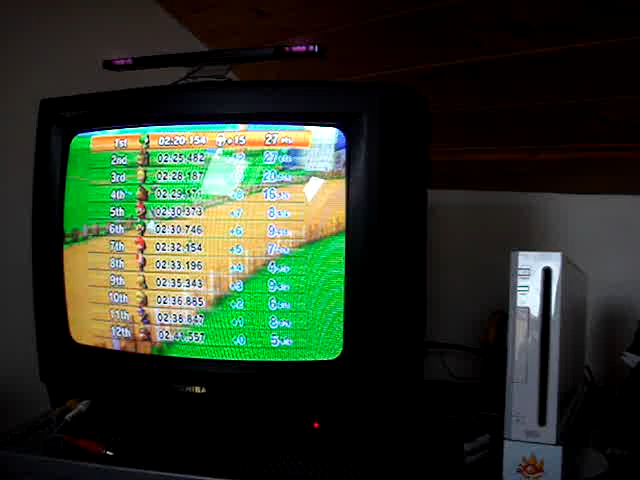 1st 02:20.154 +15 27
2nd 02:25.482 27
3rd 02:28.187
4th 16
5th 02:30.373 +7 8
6th 02:30.746 +6 9
7th 02:32.154 +5 7
8th 02:33.196 +4 4
9th 02:35.343 +3
10th 02:36.865 +2 6
11th 02:38.847 +1 8
12th 02:41.557 +0 5
TOSHIBA